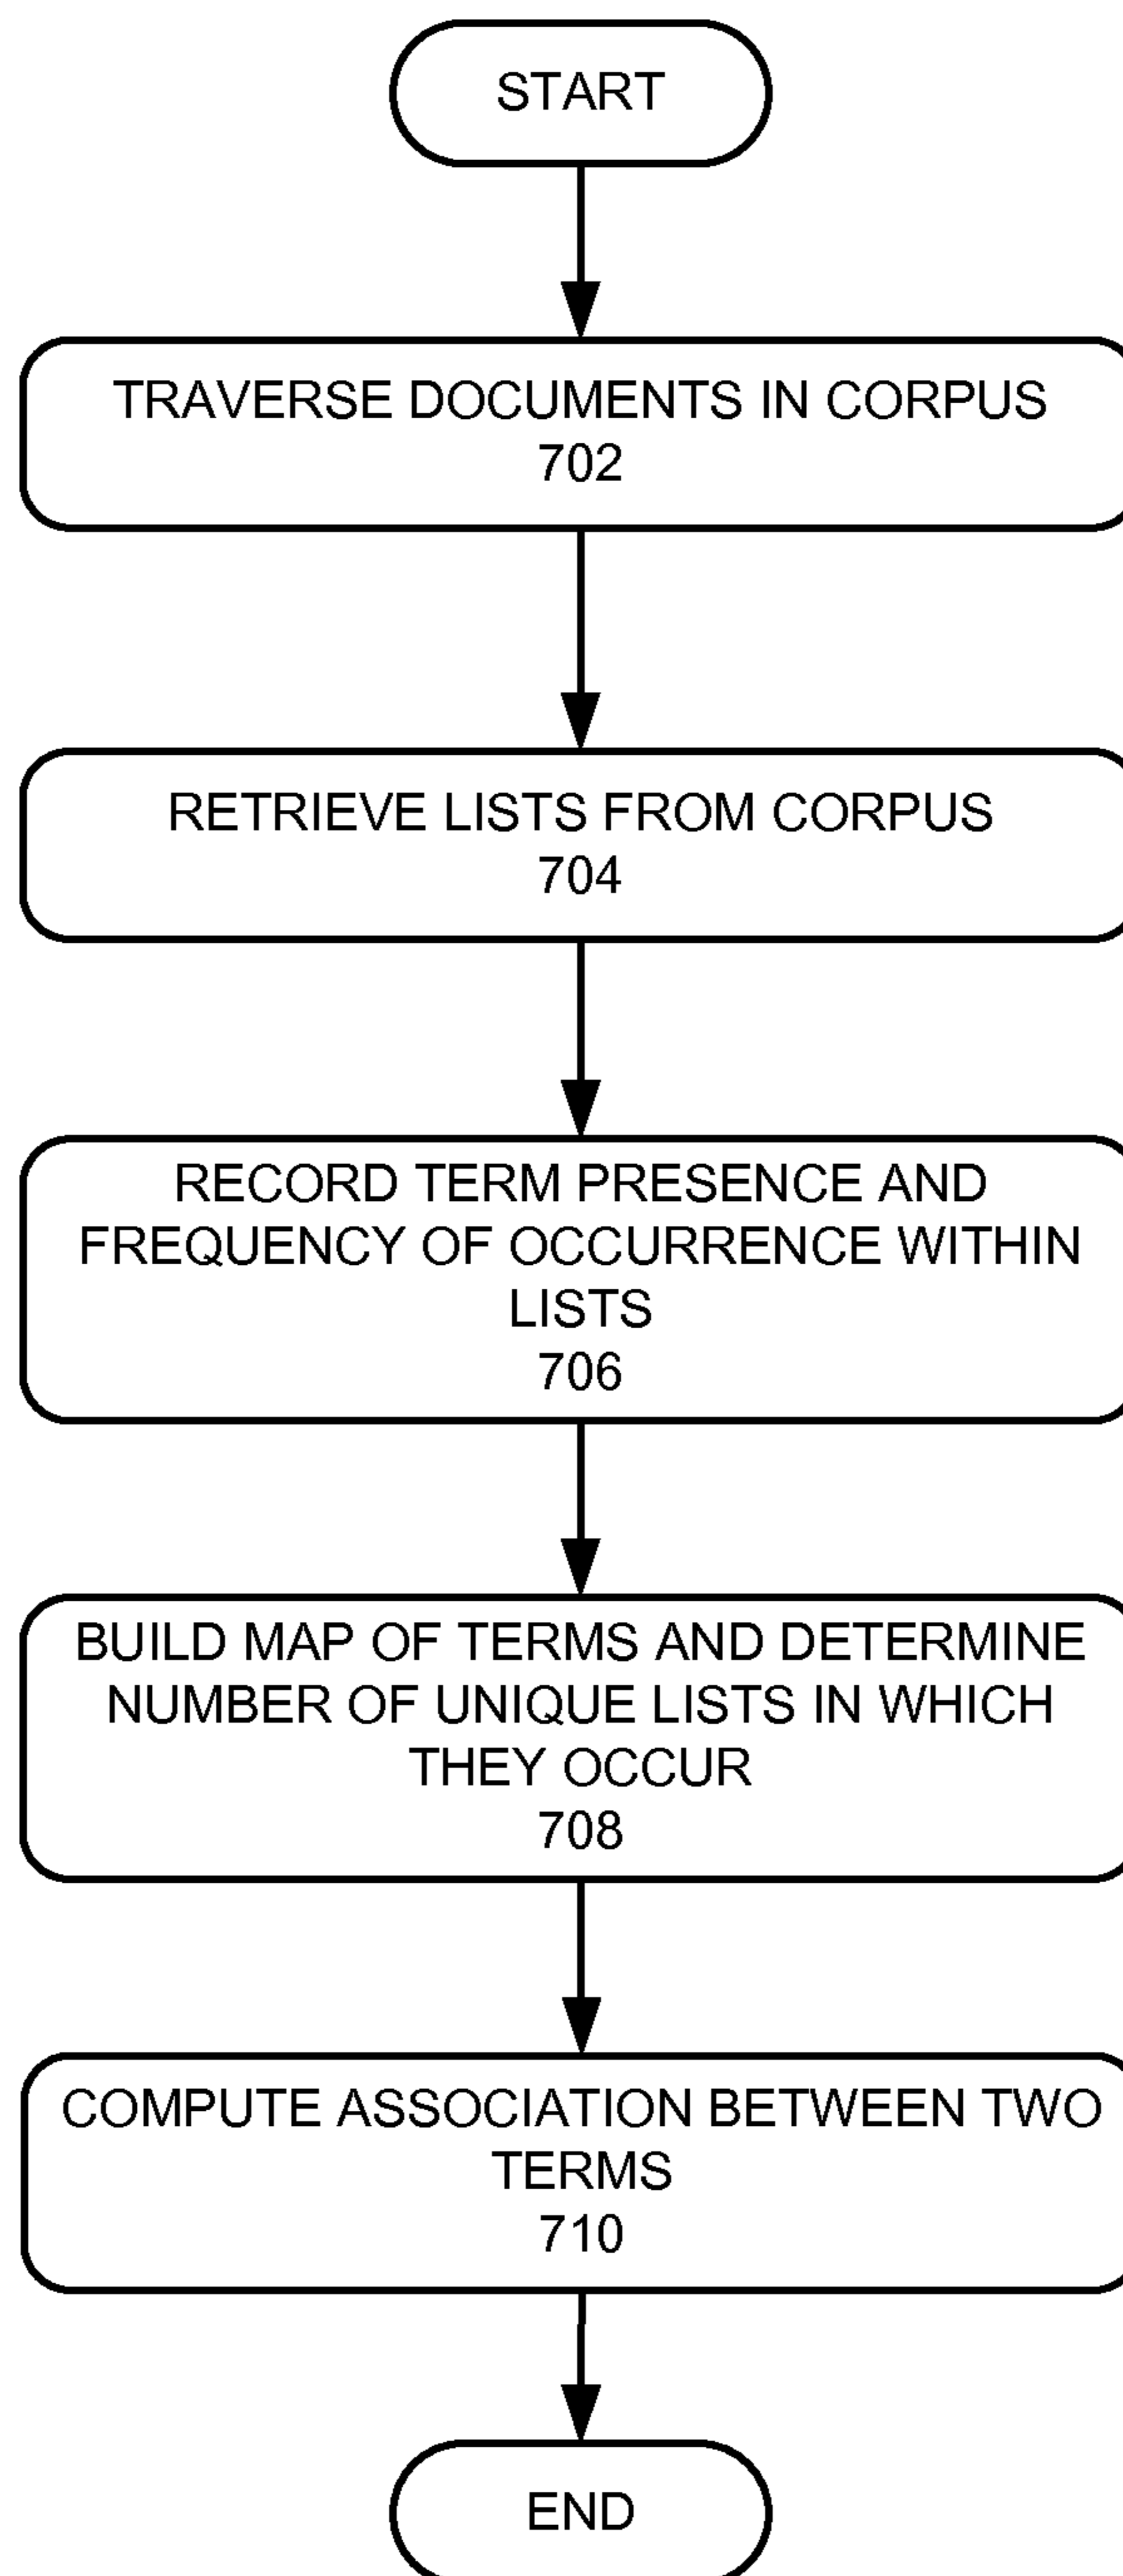 START
TRAVERSE DOCUMENTS IN CORPUS
702
RETRIEVE LISTS FROM CORPUS
704
RECORD TERM PRESENCE AND
FREQUENCY OF OCCURRENCE WITHIN
LISTS
706
BUILD MAP OF TERMS AND DETERMINE
NUMBER OF UNIQUE LISTS IN WHICH
THEY OCCUR
708
COMPUTE ASSOCIATION BETWEEN TWO
TERMS
710
END